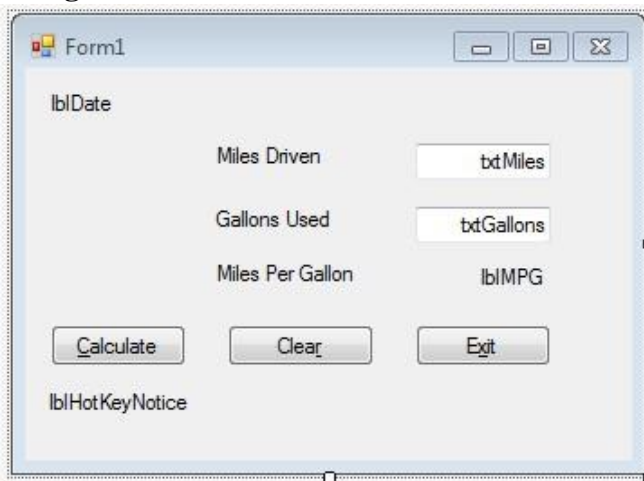 Form1
lblDate
Miles Driven txtMiles
Gallons Used txtGallons
Miles Per Gallon lblMPG
Calculate Clear Exit
lblHotKeyNotice